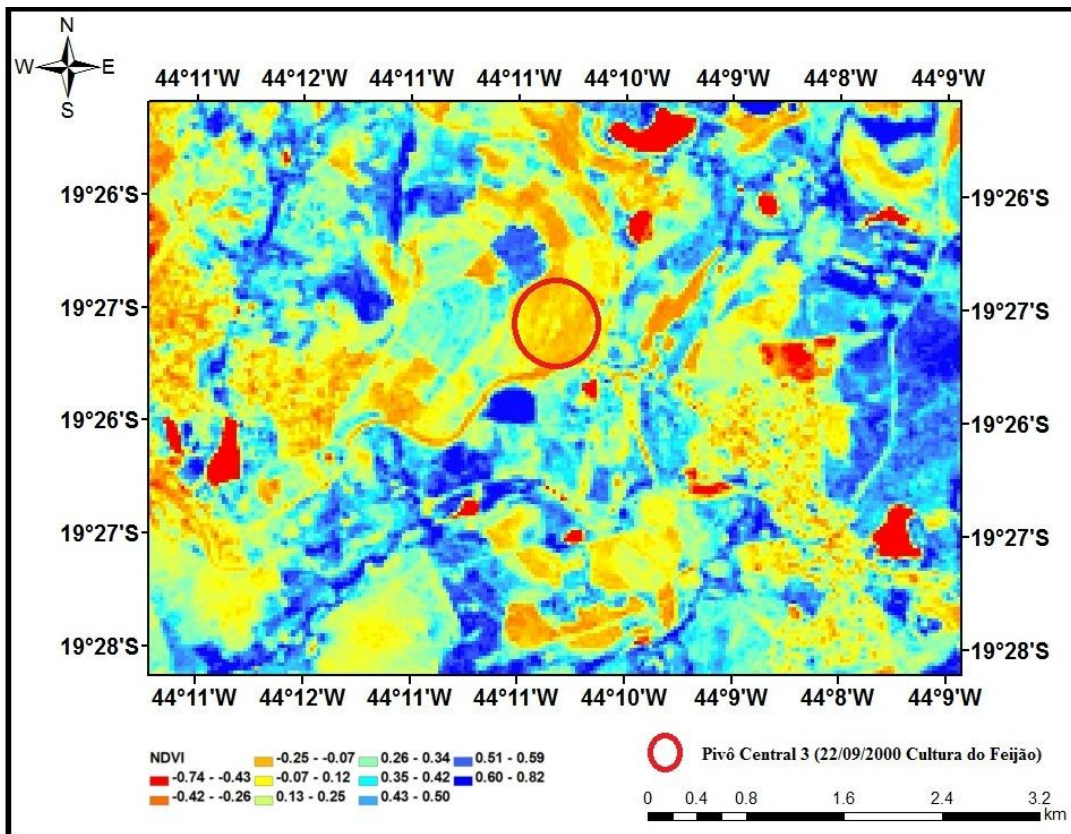 N
W E
S
44°11'W 44°12'W 44°11'W 44°11'W 44°10'W 44°9'W 44°8'W 44°9'W
19°26'S 19°26'S
19°27'S 19°27'S
19°26'S 19°26'S
19°27'S 19°27'S
19°28'S 19°28'S
44°11'W 44°12'W 44°11'W 44°11'W 44°10'W 44°9'W 44°8'W 44°9'W
NDVI -0.25 - -0.07 0.26 - 0.34 0.51 - 0.59
-0.74 - -0.43 -0.07 - 0.12 0.35 - 0.42 0.60 - 0.82
-0.42 - -0.26 0.13 - 0.25 0.43 - 0.50
Pivô Central 3 (22/09/2000 Cultura do Feijão)
0 0.4 0.8 1.6 2.4 3.2
km